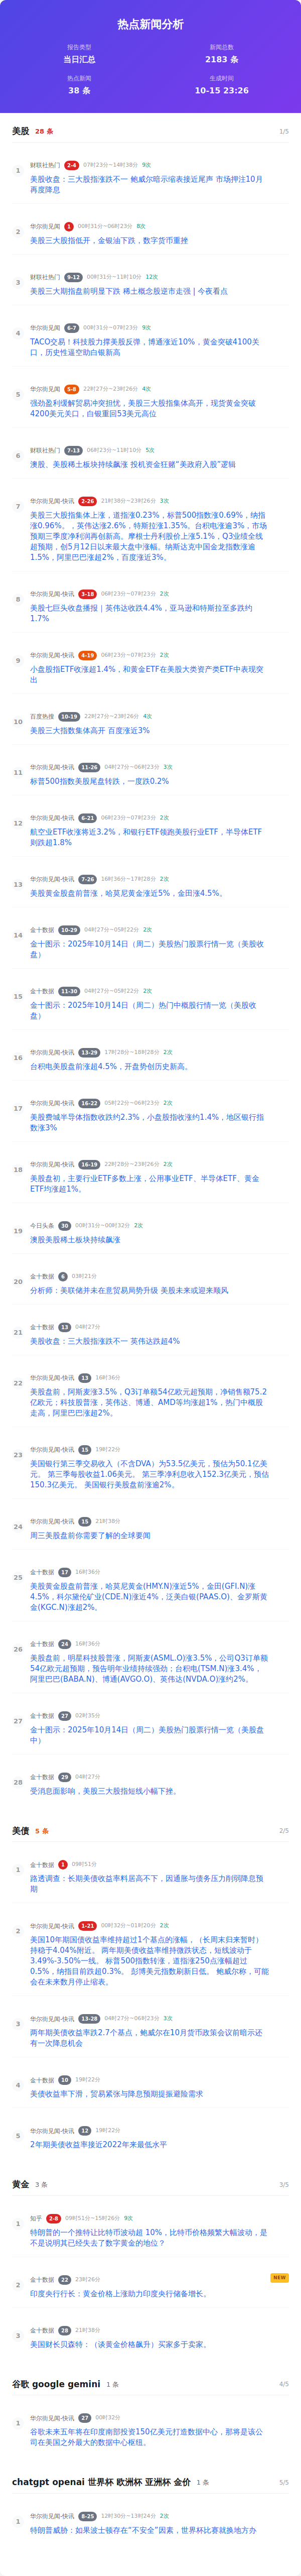 热点新闻分析
报告类型
当日汇总
新闻总数
2183 条
热点新闻
38 条
生成时间
10-15 23:26
美股 28 条 1/5
1
财联社热门 2-4 07时23分~14时38分 9次
美股收盘：三大股指涨跌不一 鲍威尔暗示缩表接近尾声 市场押注10月
再度降息
2
华尔街见闻 1 00时31分~06时23分 8次
美股三大股指低开，金银油下跌，数字货币重挫
3
财联社热门 9-12 00时31分~11时10分 12次
美股三大期指盘前明显下跌 稀土概念股逆市走强 | 今夜看点
4
华尔街见闻 6-7 00时31分~07时23分 9次
TACO交易！科技股力撑美股反弹，博通涨近10%，黄金突破4100关
口，历史性逼空助白银新高
5
华尔街见闻 5-8 22时27分~23时26分 4次
强劲盈利缓解贸易冲突担忧，美股三大股指集体高开，现货黄金突破
4200美元关口，白银重回53美元高位
6
财联社热门 7-13 06时23分~11时10分 5次
澳股、美股稀土板块持续飙涨 投机资金狂赌“美政府入股”逻辑
7
华尔街见闻-快讯 2-26 21时38分~23时26分 3次
美股三大股指集体上涨，道指涨0.23%，标普500指数涨0.69%，纳指
涨0.96%。，英伟达涨2.6%，特斯拉涨1.35%。台积电涨逾3%，市场
预期三季度净利润再创新高。摩根士丹利股价上涨5.1%，Q3业绩全线
超预期，创5月12日以来最大盘中涨幅。纳斯达克中国金龙指数涨逾
1.5%，阿里巴巴涨超2%，百度涨近3%。
8
华尔街见闻-快讯 3-18 06时23分~07时23分 2次
美股七巨头收盘播报｜英伟达收跌4.4%，亚马逊和特斯拉至多跌约
1.7%
9
华尔街见闻-快讯 4-19 06时23分~07时23分 2次
小盘股指ETF收涨超1.4%，和黄金ETF在美股大类资产类ETF中表现突
出
10
百度热搜 10-19 22时27分~23时26分 4次
美股三大指数集体高开 百度涨近3%
11
华尔街见闻-快讯 11-26 04时27分~06时23分 3次
标普500指数美股尾盘转跌，一度跌0.2%
12
华尔街见闻-快讯 6-21 06时23分~07时23分 2次
航空业ETF收涨将近3.2%，和银行ETF领跑美股行业ETF，半导体ETF
则跌超1.8%
13
华尔街见闻-快讯 7-26 16时36分~17时28分 2次
美股黄金股盘前普涨，哈莫尼黄金涨近5%，金田涨4.5%。
14
金十数据 10-29 04时27分~05时22分 2次
金十图示：2025年10月14日（周二）美股热门股票行情一览（美股收
盘）
15
金十数据 11-30 04时27分~05时22分 2次
金十图示：2025年10月14日（周二）热门中概股行情一览（美股收
盘）
16
华尔街见闻-快讯 13-29 17时28分~18时28分 2次
台积电美股盘前涨超4.5%，开盘势创历史新高。
17
华尔街见闻-快讯 16-22 05时22分~06时23分 2次
美股费城半导体指数收跌约2.3%，小盘股指收涨约1.4%，地区银行指
数涨3%
18
华尔街见闻-快讯 16-19 22时28分~23时26分 2次
美股盘初，主要行业ETF多数上涨，公用事业ETF、半导体ETF、黄金
ETF均涨超1%。
19
今日头条 30 00时31分~00时32分 2次
澳股美股稀土板块持续飙涨
20
金十数据 6 03时21分
分析师：美联储并未在意贸易局势升级 美股未来或迎来顺风
21
金十数据 13 04时27分
美股收盘：三大股指涨跌不一 英伟达跌超4%
22
华尔街见闻-快讯 13 16时36分
美股盘前，阿斯麦涨3.5%，Q3订单额54亿欧元超预期，净销售额75.2
亿欧元；科技股普涨，英伟达、博通、AMD等均涨超1%，热门中概股
走高，阿里巴巴涨超2%。
23
华尔街见闻-快讯 15 19时22分
美国银行第三季交易收入（不含DVA）为53.5亿美元，预估为50.1亿美
元。 第三季每股收益1.06美元。 第三季净利息收入152.3亿美元，预估
150.3亿美元。 美国银行美股盘前涨逾2%。
24
华尔街见闻-快讯 15 21时38分
周三美股盘前你需要了解的全球要闻
25
金十数据 17 16时36分
美股黄金股盘前普涨，哈莫尼黄金(HMY.N)涨近5%，金田(GFI.N)涨
4.5%，科尔黛伦矿业(CDE.N)涨近4%，泛美白银(PAAS.O)、金罗斯黄
金(KGC.N)涨超2%。
26
金十数据 24 16时36分
美股盘前，明星科技股普涨，阿斯麦(ASML.O)涨3.5%，公司Q3订单额
54亿欧元超预期，预告明年业绩持续强劲；台积电(TSM.N)涨3.4%，
阿里巴巴(BABA.N)、博通(AVGO.O)、英伟达(NVDA.O)涨约2%。
27
金十数据 27 02时35分
金十图示：2025年10月14日（周二）美股热门股票行情一览（美股盘
中）
28
金十数据 29 04时27分
受消息面影响，美股三大股指短线小幅下挫。
美债 5 条 2/5
1
金十数据 1 09时51分
路透调查：长期美债收益率料居高不下，因通胀与债务压力削弱降息预
期
2
华尔街见闻-快讯 1-21 00时32分~01时20分 2次
美国10年期国债收益率维持超过1个基点的涨幅，（长周末归来暂时）
持稳于4.04%附近。 两年期美债收益率维持微跌状态，短线波动于
3.49%-3.50%一线。 标普500指数转涨，道指涨250点涨幅超过
0.5%，纳指目前跌超0.3%。 彭博美元指数刷新日低。 鲍威尔称，可能
会在未来数月停止缩表。
3
华尔街见闻-快讯 13-28 04时27分~06时23分 3次
两年期美债收益率跌2.7个基点，鲍威尔在10月货币政策会议前暗示还
有一次降息机会
4
金十数据 10 19时22分
美债收益率下滑，贸易紧张与降息预期提振避险需求
5
华尔街见闻-快讯 12 19时22分
2年期美债收益率接近2022年来最低水平
黄金 3 条 3/5
1
知乎 2-8 09时51分~15时26分 8次
特朗普的一个推特让比特币波动超 10%，比特币价格频繁大幅波动，是
不是说明其已经失去了数字黄金的地位？
2
金十数据 22 23时26分 NEW
印度央行行长：黄金价格上涨助力印度央行储备增长。
3
金十数据 28 21时38分
美国财长贝森特：（谈黄金价格飙升）买家多于卖家。
谷歌 google gemini 1 条 4/5
1
华尔街见闻-快讯 27 00时32分
谷歌未来五年将在印度南部投资150亿美元打造数据中心，那将是该公
司在美国之外最大的数据中心枢纽。
chatgpt openai 世界杯 欧洲杯 亚洲杯 金价 1 条 5/5
1
华尔街见闻-快讯 8-25 12时30分~13时24分 2次
特朗普威胁：如果波士顿存在“不安全”因素，世界杯比赛就换地方办